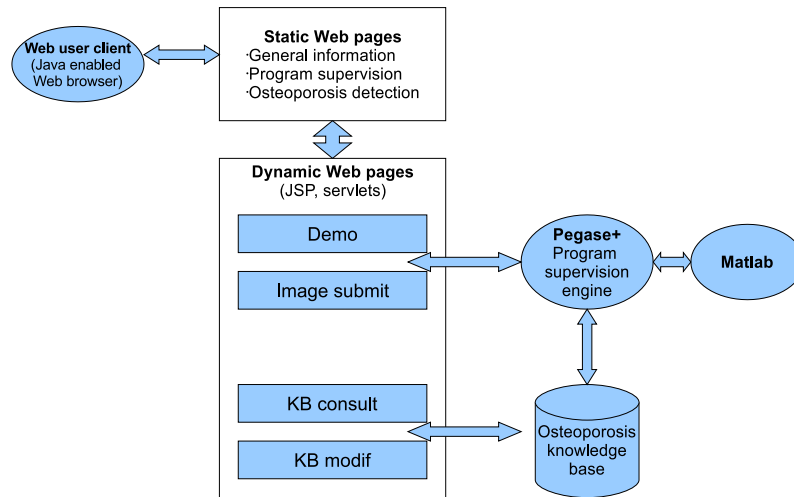 Web user client
(Java enabled
Web browser)
Static Web pages
·General information
·Program supervision
·Osteoporosis detection
Dynamic Web pages
(JSP, servlets)
Demo
Image submit
KB consult
KB modif
Pegase+
Program
supervision
engine
Matlab
Osteoporosis
knowledge
base